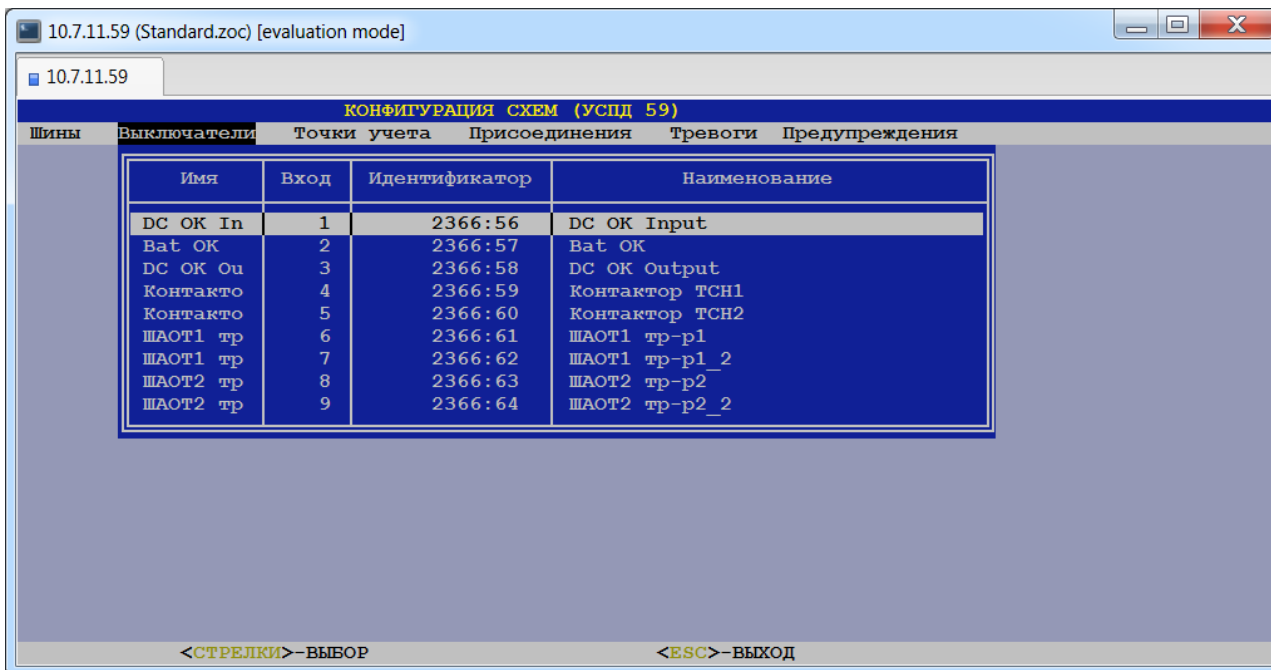 10.7.11.59 (Standard.zoc) [evaluation mode]
10.7.11.59
КОНФИГУРАЦИЯ СХЕМ (УСПД 59)
Шины Выключатели Точки учета Присоединения Тревоги Предупреждения
Имя Вход Идентификатор Наименование
DC OK In 1 2366:56 DC OK Input
Bat OK 2 2366:57 Bat OK
DC OK Ou 3 2366:58 DC OK Output
Контакто 4 2366:59 Контактор ТСН1
Контакто 5 2366:60 Контактор ТСН2
ШАОТ1 тр 6 2366:61 ШАОТ1 тр-р1
ШАОТ1 тр 7 2366:62 ШАОТ1 тр-р1_2
ШАОТ2 тр 8 2366:63 ШАОТ2 тр-р2
ШАОТ2 тр 9 2366:64 ШАОТ2 тр-р2_2
<СТРЕЛКИ>-ВЫБОР <ESC>-ВЫХОД